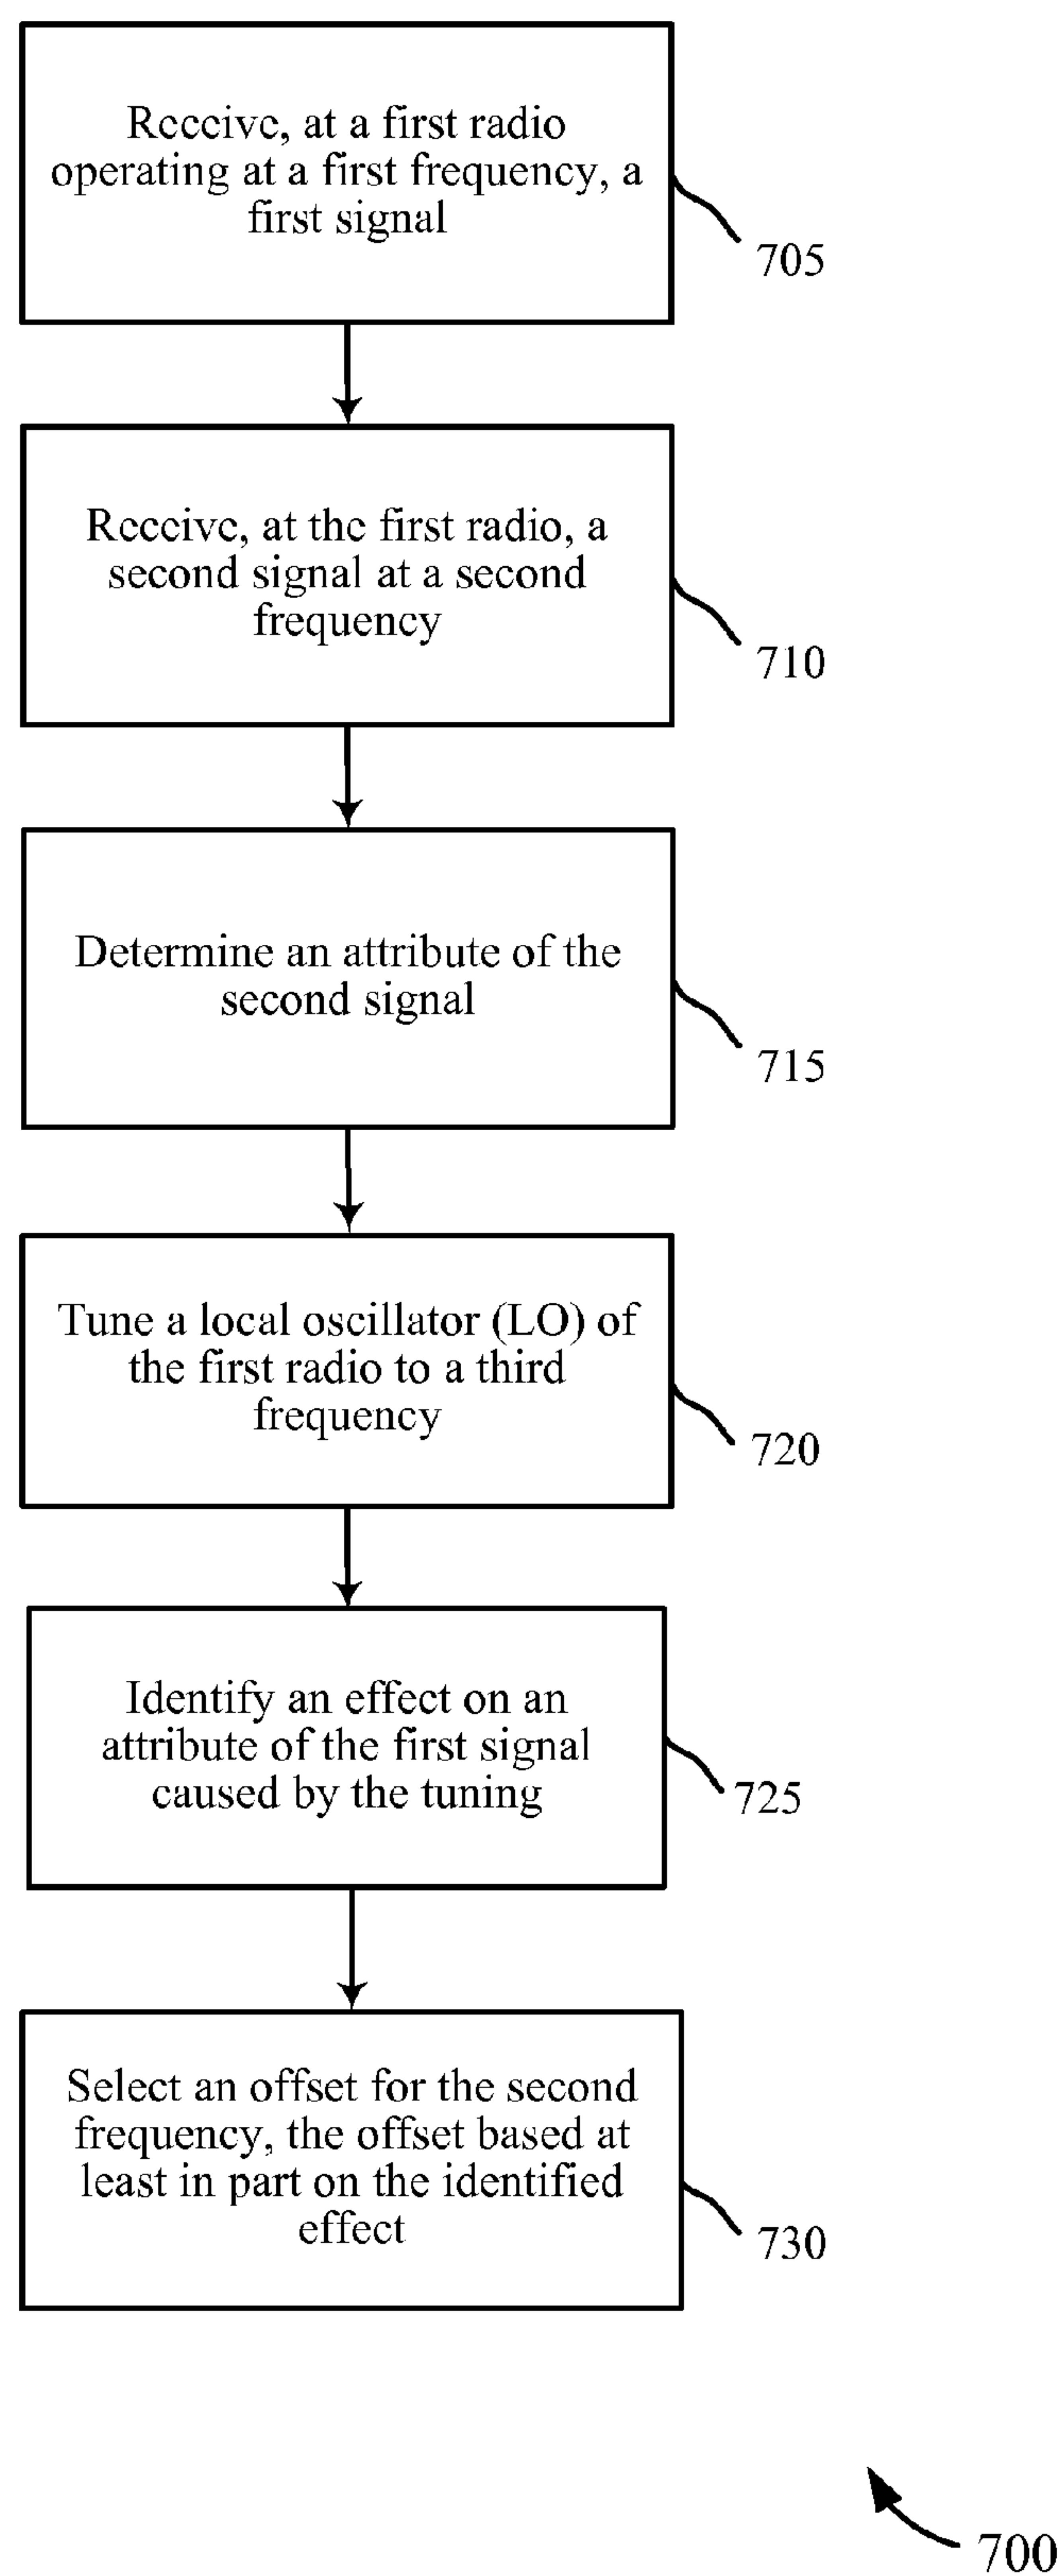 Receive, at a first radio
operating at a first frequency, a
first signal
705
Receive, at the first radio, a
second signal at a second
frequency
710
Determine an attribute of the
second signal
715
Tune a local oscillator (LO) of
the first radio to a third
frequency
720
Identify an effect on an
attribute of the first signal
caused by the tuning
725
Select an offset for the second
frequency, the offset based at
least in part on the identified
effect
730
700